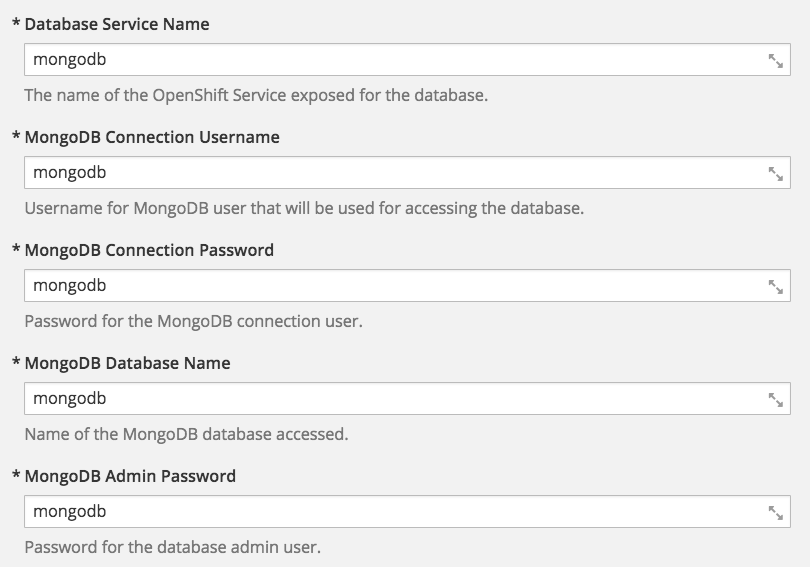 * Database Service Name
mongodb
The name of the OpenShift Service exposed for the database.
* MongoDB Connection Username
mongodb
Username for MongoDB user that will be used for accessing the database.
* MongoDB Connection Password
mongodb
Password for the MongoDB connection user.
* MongoDB Database Name
mongodb
Name of the MongoDB database accessed.
* MongoDB Admin Password
mongodb
Password for the database admin user.